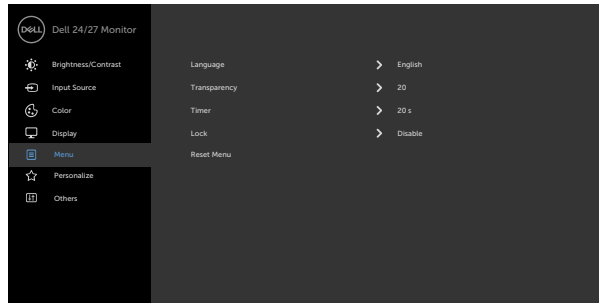 DELL Dell 24/27 Monitor
Brightness/Contrast
Input Source
Color
Display
Menu
Personalize
Others
Language English
Transparency 20
Timer 20 s
Lock Disable
Reset Menu